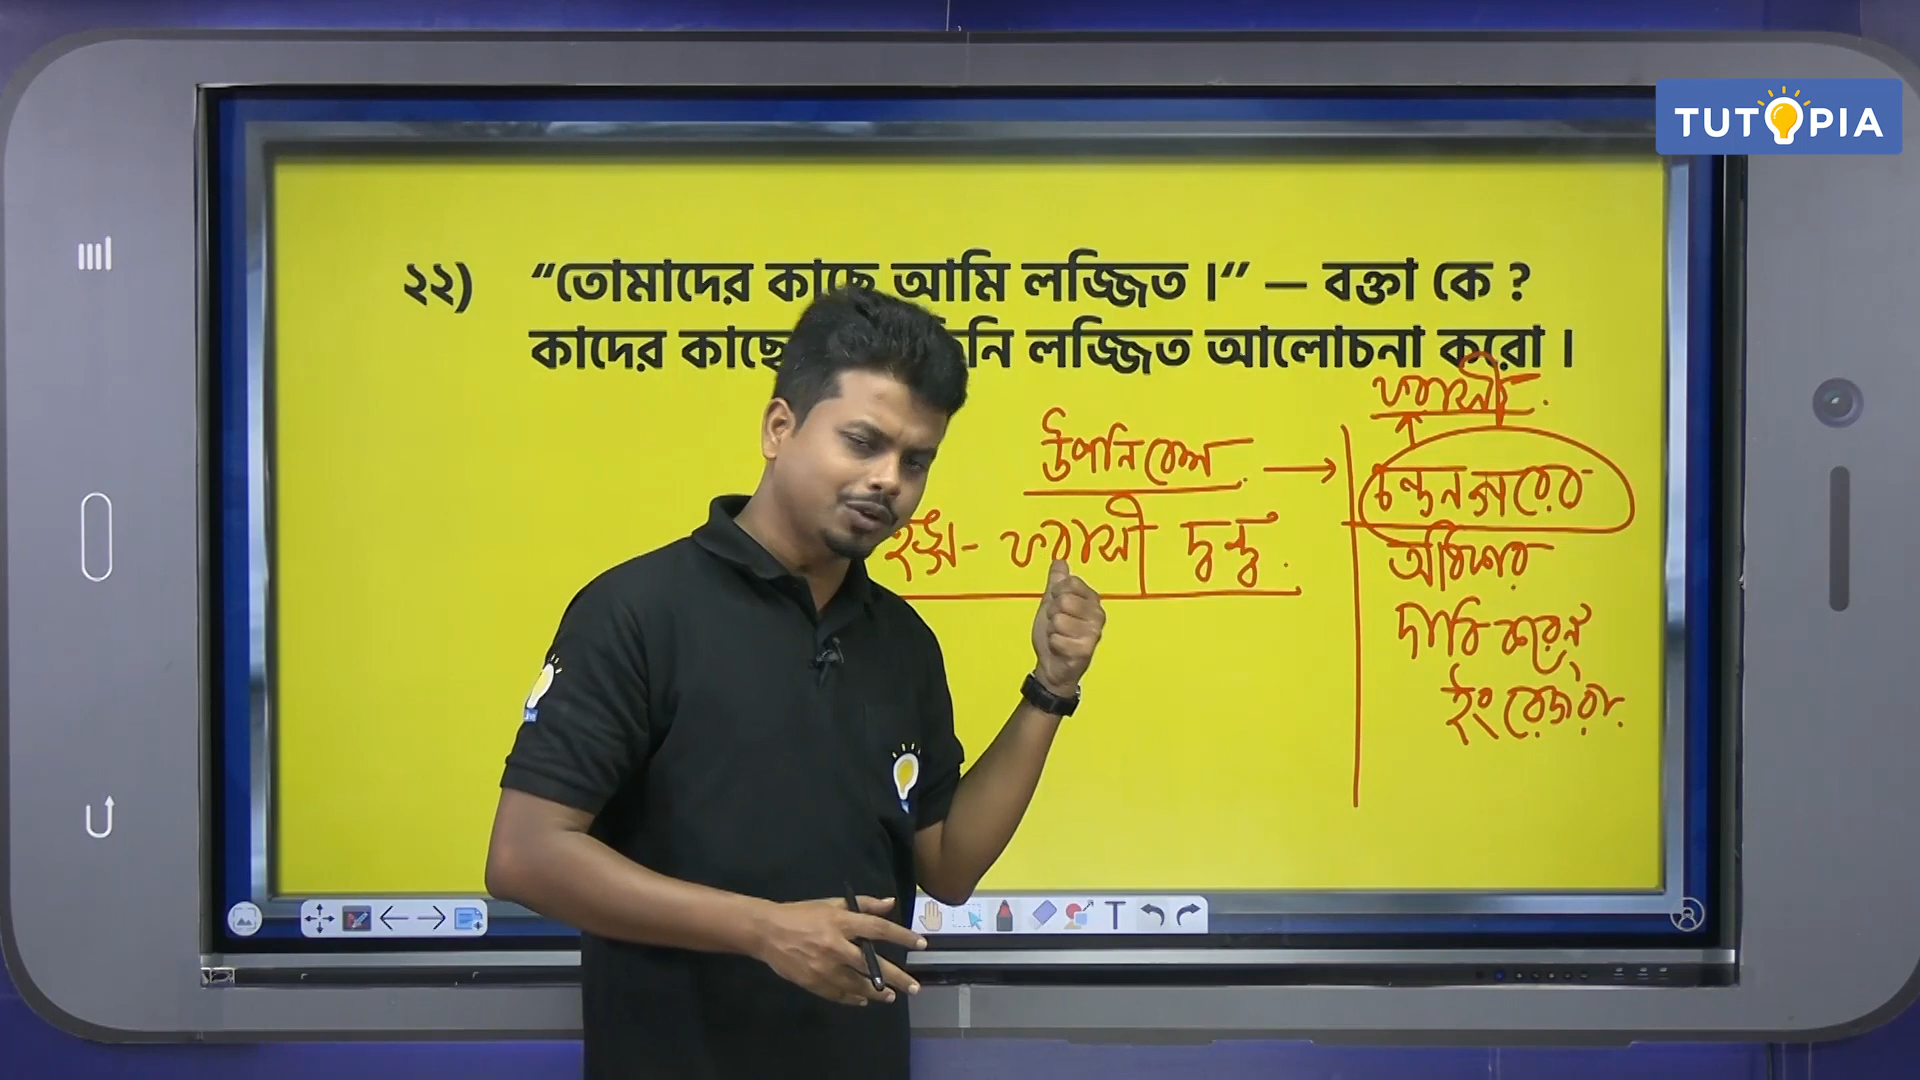 TUTOPIA
২২) “তোমাদের কাছে আমি লজ্জিত।” — বক্তা কে ?
কাদের কাছে তিনি লজ্জিত আলোচনা করো ।
ফরাসী.
উপনিবেশ. →
চন্দননগরের
ইঙ্গ - ফরাসী দ্বন্দ্ব.
অধিকার
দাবি করেন,
ইংরেজরা.
T